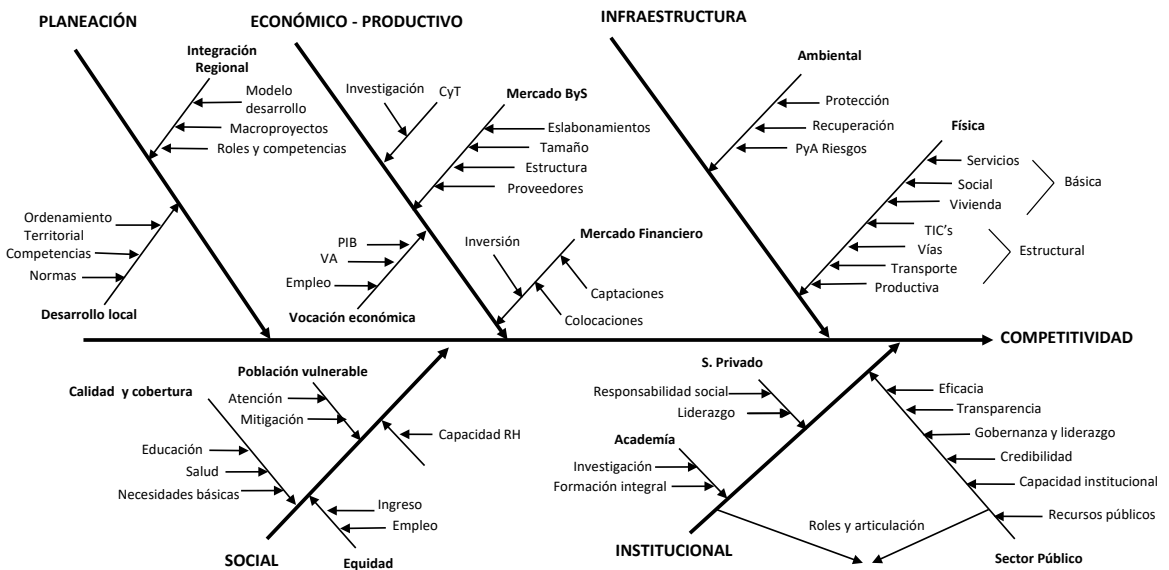 PLANEACIÓN
ECONÓMICO - PRODUCTIVO
INFRAESTRUCTURA
Integración
Regional
Modelo
desarrollo
Macroproyectos
Roles y competencias
Ordenamiento
Territorial
Competencias
Normas
Desarrollo local
Investigación
CyT
Mercado ByS
Eslabonamientos
Tamaño
Estructura
Proveedores
PIB
VA
Empleo
Vocación económica
Inversión
Mercado Financiero
Captaciones
Colocaciones
Ambiental
Protección
Recuperación
PyA Riesgos
Física
Servicios
Social
Vivienda
Básica
TIC's
Vías
Transporte
Productiva
Estructural
COMPETITIVIDAD
Calidad y cobertura
Educación
Salud
Necesidades básicas
Población vulnerable
Atención
Mitigación
Capacidad RH
Ingreso
Empleo
Equidad
SOCIAL
S. Privado
Responsabilidad social
Liderazgo
Academía
Investigación
Formación integral
INSTITUCIONAL
Roles y articulación
Eficacia
Transparencia
Gobernanza y liderazgo
Credibilidad
Capacidad institucional
Recursos públicos
Sector Público